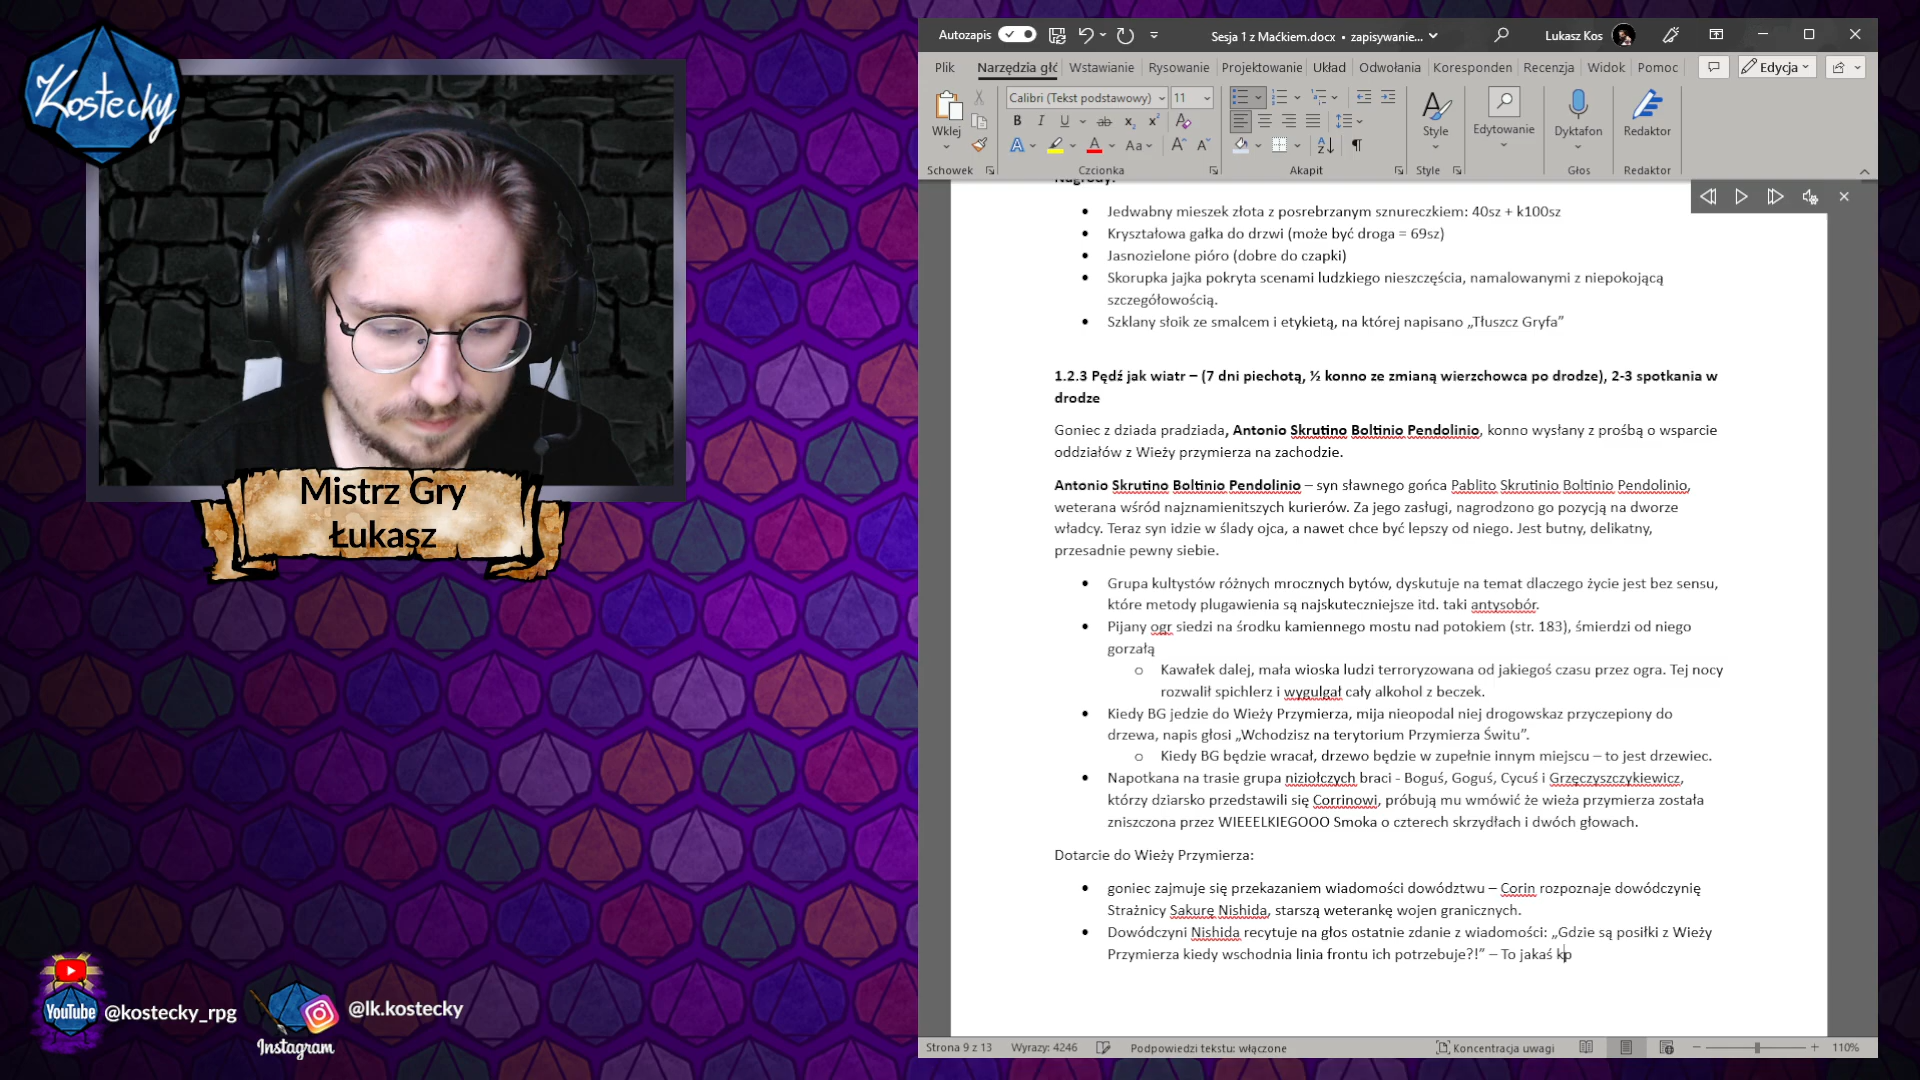 Kostecky
Mistrz Gry
Łukasz
YouTube
@kostecky_rpg
Instagram
@lk.kostecky
Autozapis
Sesja 1 z Maćkiem.docx • zapisywanie...
Lukasz Kos
Plik
Narzędzia głć
Wstawianie
Rysowanie
Projektowanie
Układ
Odwołania
Koresponden
Recenzja
Widok
Pomoc
Edycja
Wklej
Schowek
Calibri (Tekst podstawowy)
11
Czcionka
Akapit
Style
Style
Edytowanie
Dyktafon
Głos
Redaktor
Redaktor
Nagrody:
Jedwabny mieszek złota z posrebrzanym sznureczkiem: 40sz + k100sz
Kryształowa gałka do drzwi (może być droga = 69sz)
Jasnozielone pióro (dobre do czapki)
Skorupka jajka pokryta scenami ludzkiego nieszczęścia, namalowanymi z niepokojącą
szczegółowością.
Szklany słoik ze smalcem i etykietą, na której napisano „Tłuszcz Gryfa”
1.2.3 Pędź jak wiatr – (7 dni piechotą, ½ konno ze zmianą wierzchowca po drodze), 2-3 spotkania w
drodze
Goniec z dziada pradziada, Antonio Skrutino Boltinio Pendolinio, konno wysłany z prośbą o wsparcie
oddziałów z Wieży przymierza na zachodzie.
Antonio Skrutino Boltinio Pendolinio – syn sławnego gońca Pablito Skrutinio Boltinio Pendolinio,
weterana wśród najznamienitszych kurierów. Za jego zasługi, nagrodzono go pozycją na dworze
władcy. Teraz syn idzie w ślady ojca, a nawet chce być lepszy od niego. Jest butny, delikatny,
przesadnie pewny siebie.
Grupa kultystów różnych mrocznych bytów, dyskutuje na temat dlaczego życie jest bez sensu,
które metody plugawienia są najskuteczniejsze itd. taki antysobór.
Pijany ogr siedzi na środku kamiennego mostu nad potokiem (str. 183), śmierdzi od niego
gorzałą
Kawałek dalej, mała wioska ludzi terroryzowana od jakiegoś czasu przez ogra. Tej nocy
rozwalił spichlerz i wygulgał cały alkohol z beczek.
Kiedy BG jedzie do Wieży Przymierza, mija nieopodal niej drogowskaz przyczepiony do
drzewa, napis głosi „Wchodzisz na terytorium Przymierza Świtu”.
Kiedy BG będzie wracał, drzewo będzie w zupełnie innym miejscu – to jest drzewiec.
Napotkana na trasie grupa niziołczych braci - Boguś, Goguś, Cycuś i Grzęczyszczykiewicz,
którzy dziarsko przedstawili się Corrinowi, próbują mu wmówić że wieża przymierza została
zniszczona przez WIEEELKIEGOOO Smoka o czterech skrzydłach i dwóch głowach.
Dotarcie do Wieży Przymierza:
goniec zajmuje się przekazaniem wiadomości dowództwu – Corin rozpoznaje dowódczynię
Strażnicy Sakurę Nishida, starszą weterankę wojen granicznych.
Dowódczyni Nishida recytuje na głos ostatnie zdanie z wiadomości: „Gdzie są posiłki z Wieży
Przymierza kiedy wschodnia linia frontu ich potrzebuje?!” – To jakaś kp
Strona 9 z 13
Wyrazy: 4246
Podpowiedzi tekstu: włączone
Koncentracja uwagi
110%